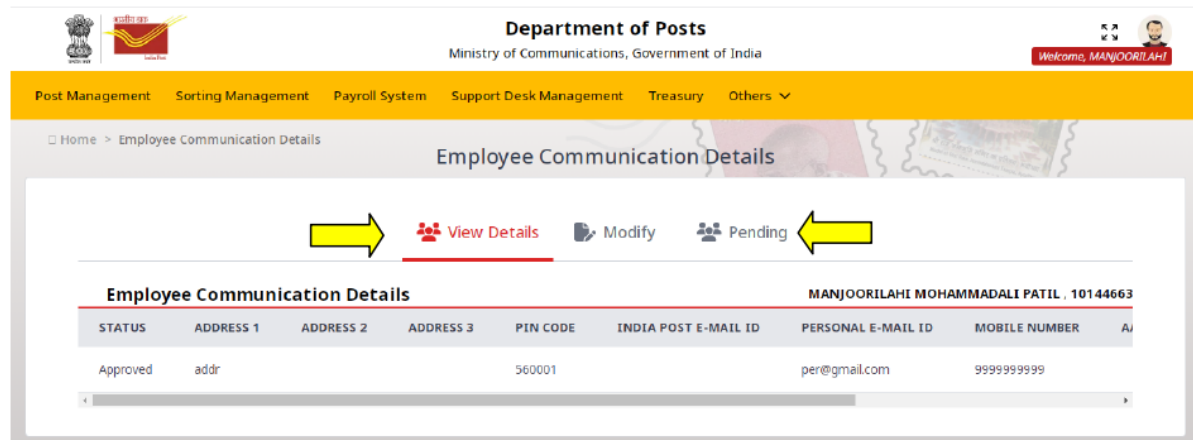 भारतीय डाक
India Post
Department of Posts
Ministry of Communications, Government of India
Welcome, MANJOORILAHI
Post Management Sorting Management Payroll System Support Desk Management Treasury Others
Home > Employee Communication Details
Employee Communication Details
View Details Modify Pending
Employee Communication Details MANJOORILAHI MOHAMMADALI PATIL , 10144663
STATUS ADDRESS 1 ADDRESS 2 ADDRESS 3 PIN CODE INDIA POST E-MAIL ID PERSONAL E-MAIL ID MOBILE NUMBER
Approved addr 560001 per@gmail.com 9999999999